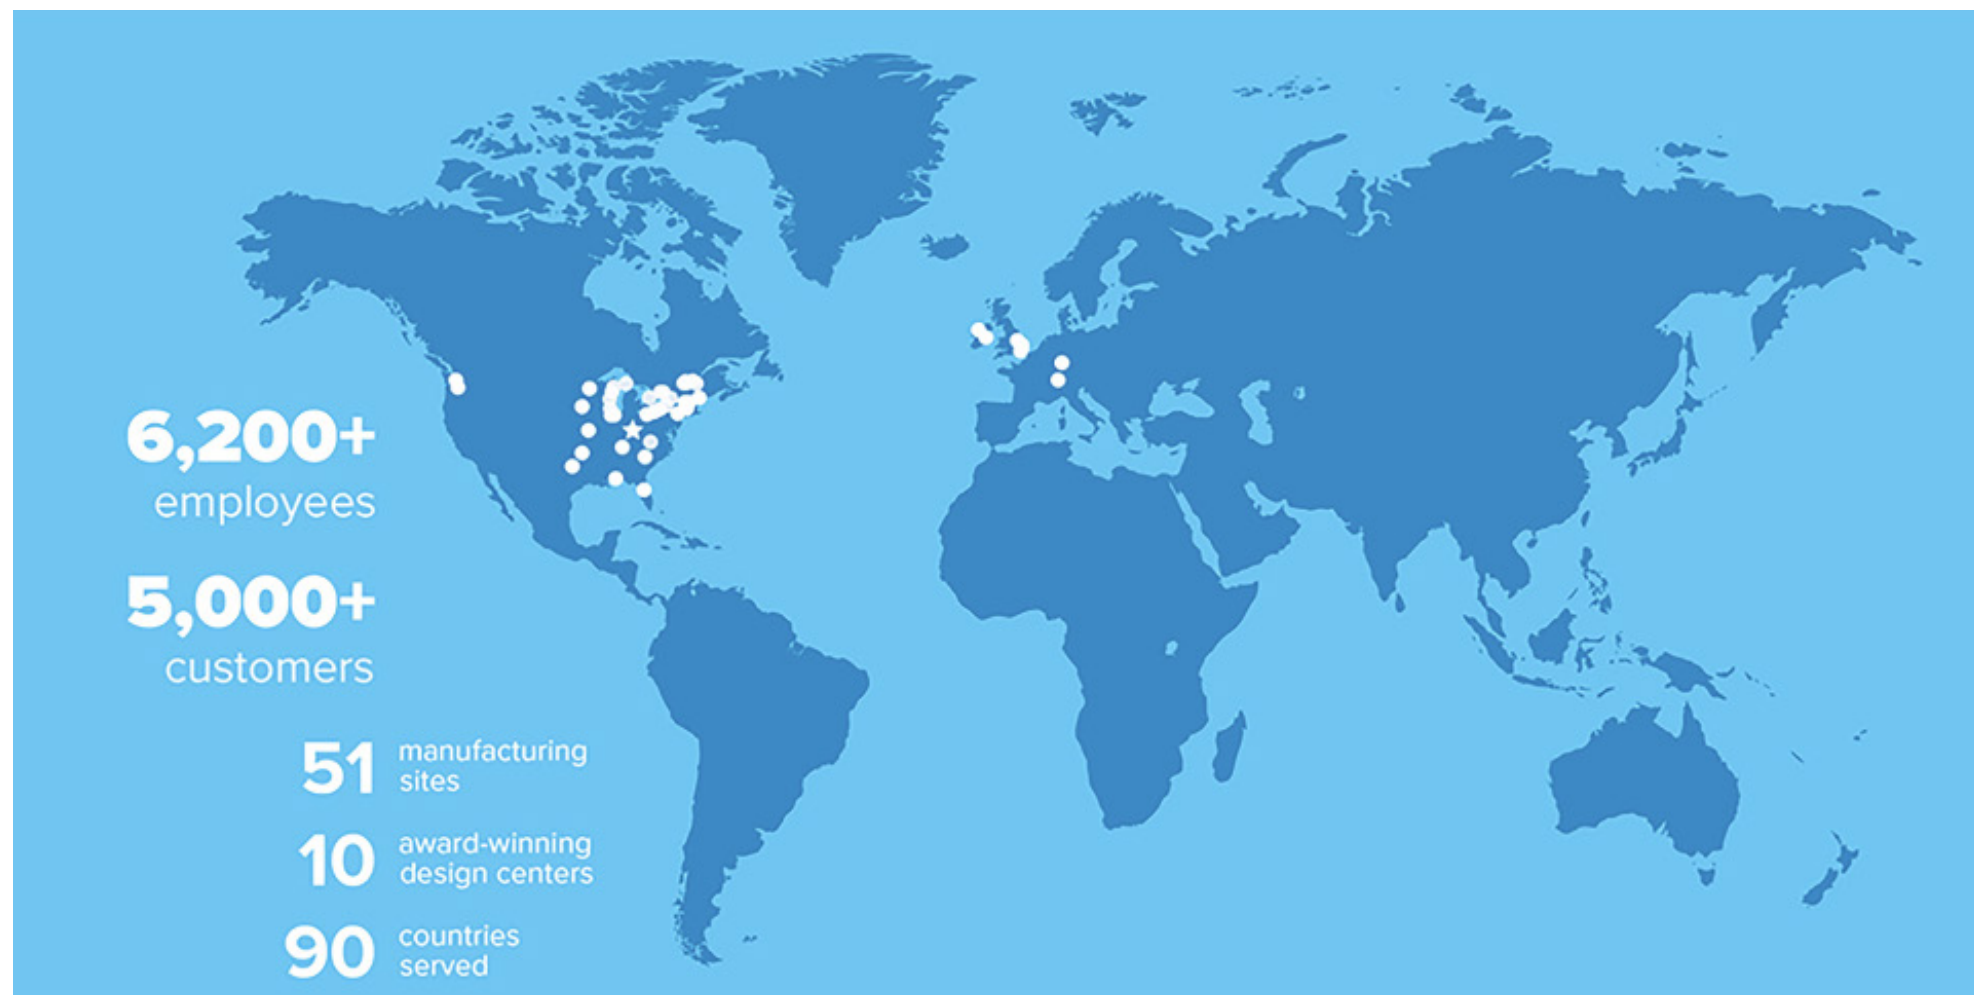 6,200+
employees
5,000+
customers
51
manufacturing
sites
10
award-winning
design centers
90
countries
served